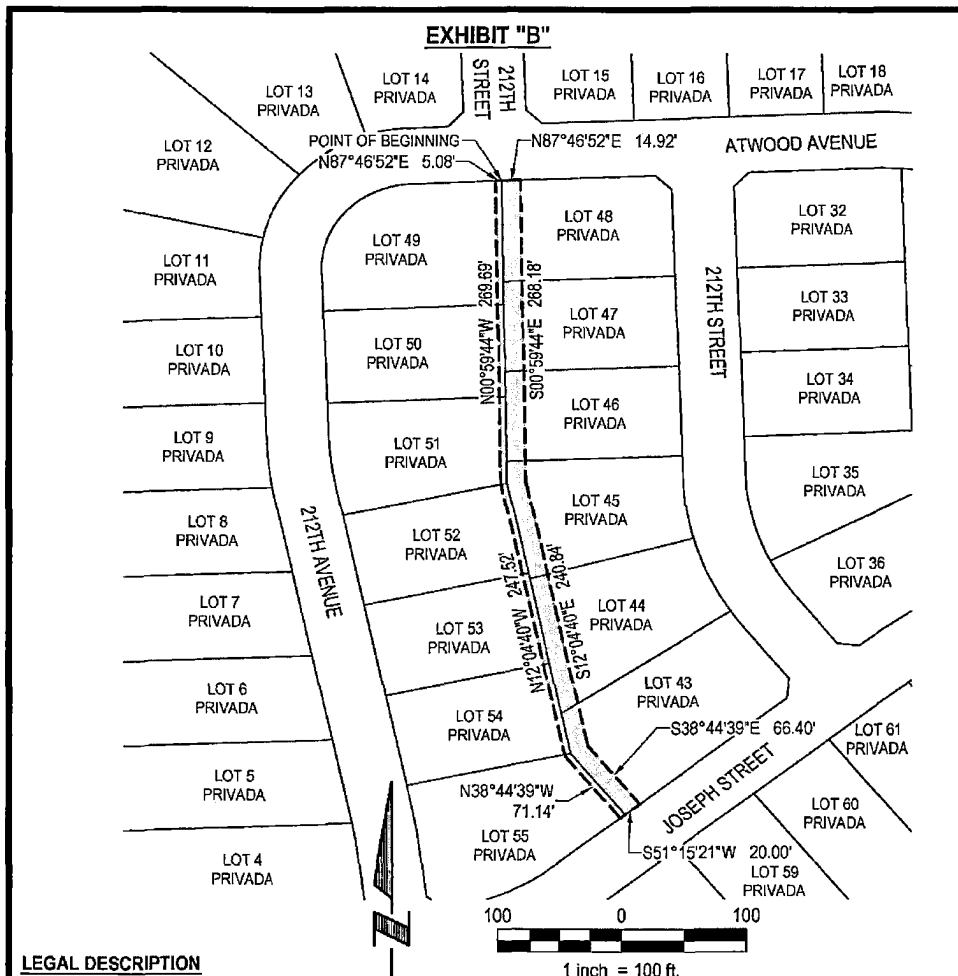 EXHIBIT "B"
212TH
STREET
LOT 13
PRIVADA
LOT 14
PRIVADA
LOT 15
PRIVADA
LOT 16
PRIVADA
LOT 17
PRIVADA
LOT 18
PRIVADA
LOT 12
PRIVADA
POINT OF BEGINNING
N87°46'52"E 5.08'
N87°46'52"E 14.92'
ATWOOD AVENUE
LOT 11
PRIVADA
LOT 49
PRIVADA
LOT 48
PRIVADA
LOT 32
PRIVADA
N00°59'44"W 269.69'
S00°59'44"E 268.18'
212TH STREET
LOT 10
PRIVADA
LOT 50
PRIVADA
LOT 47
PRIVADA
LOT 33
PRIVADA
LOT 34
PRIVADA
LOT 9
PRIVADA
LOT 51
PRIVADA
LOT 46
PRIVADA
LOT 35
PRIVADA
LOT 8
PRIVADA
212TH AVENUE
LOT 52
PRIVADA
LOT 45
PRIVADA
N12°04'40"W 247.52'
S12°04'40"E 240.84'
LOT 36
PRIVADA
LOT 7
PRIVADA
LOT 53
PRIVADA
LOT 44
PRIVADA
LOT 6
PRIVADA
LOT 54
PRIVADA
LOT 43
PRIVADA
S38°44'39"E 66.40'
LOT 61
PRIVADA
LOT 5
PRIVADA
N38°44'39"W
71.14'
JOSEPH STREET
LOT 60
PRIVADA
LOT 4
PRIVADA
LOT 55
PRIVADA
S51°15'21"W 20.00'
LOT 59
PRIVADA
100 0 100
1 inch = 100 ft.
LEGAL DESCRIPTION